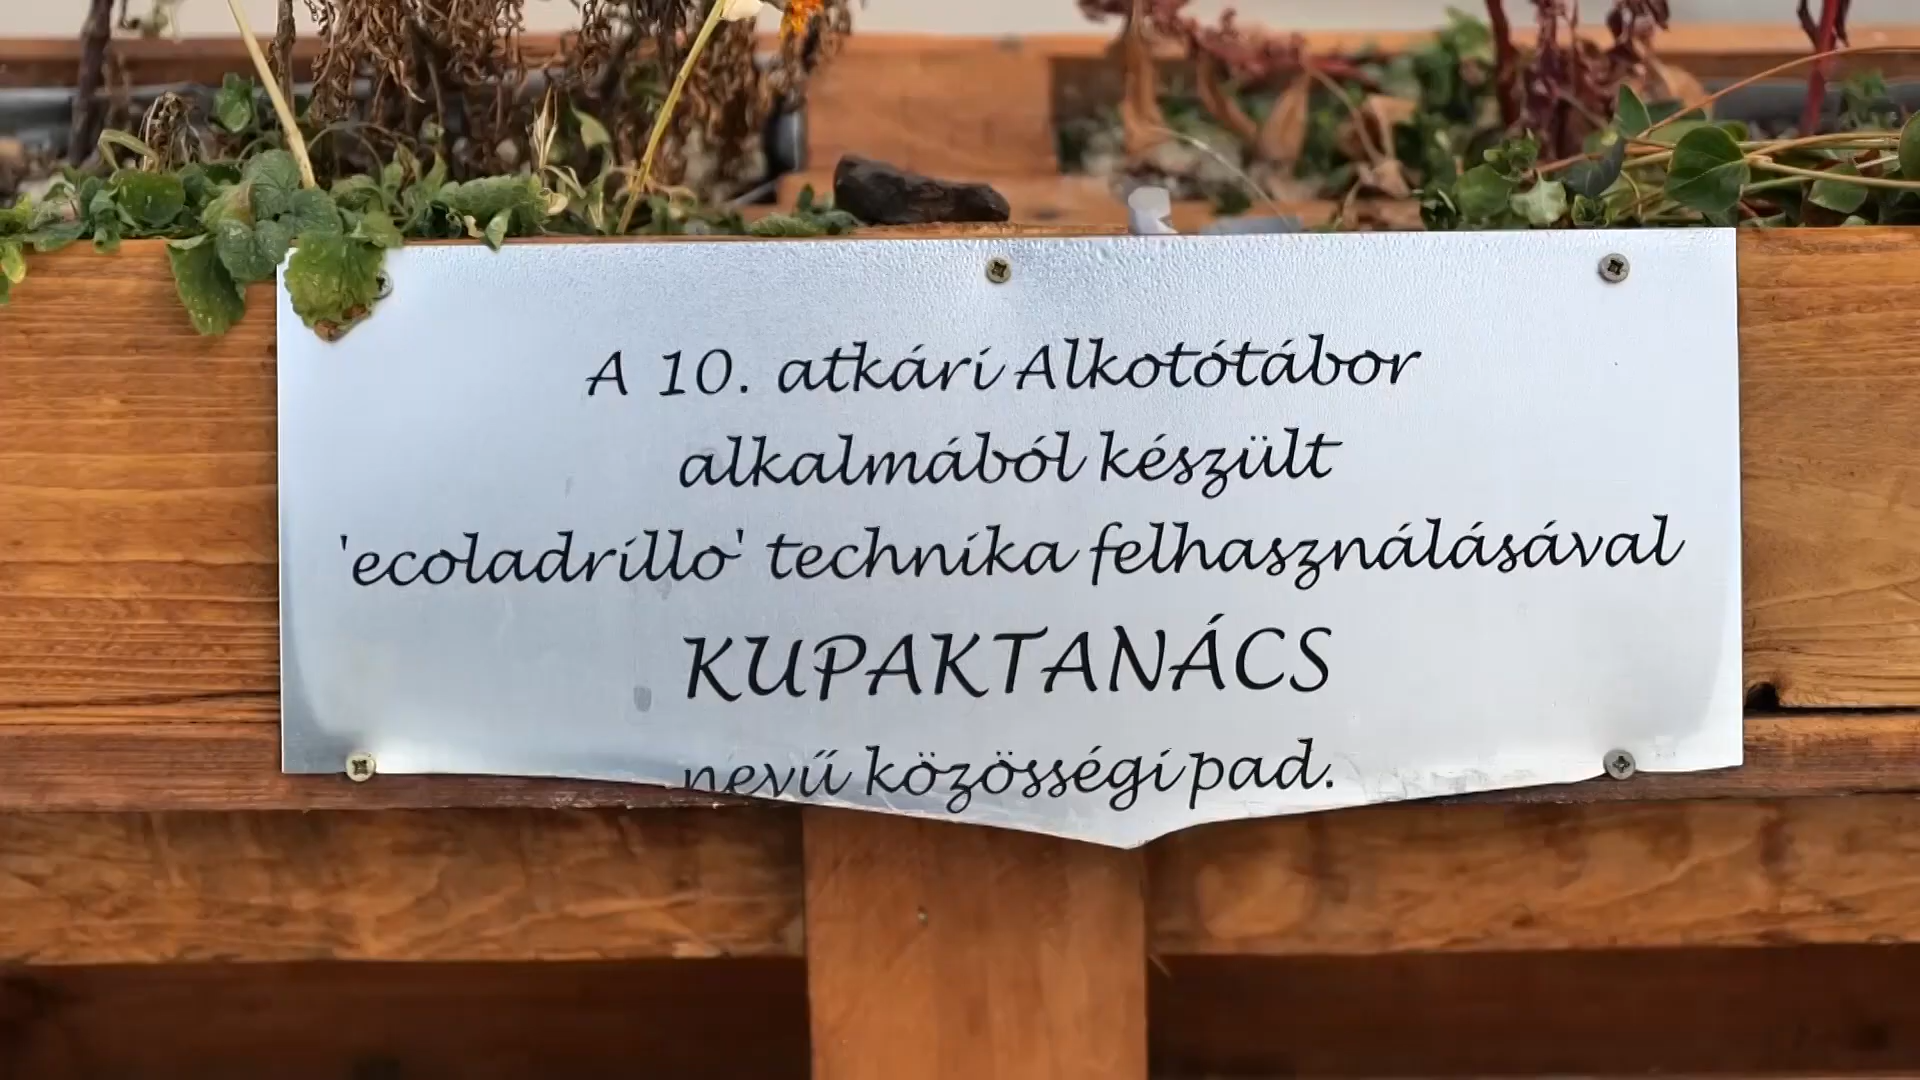 A 10. atkári Alkotótábor
alkalmából készült
'ecoladrillo' technika felhasználásával
KUPAKTANÁCS
nevű közösségi pad.